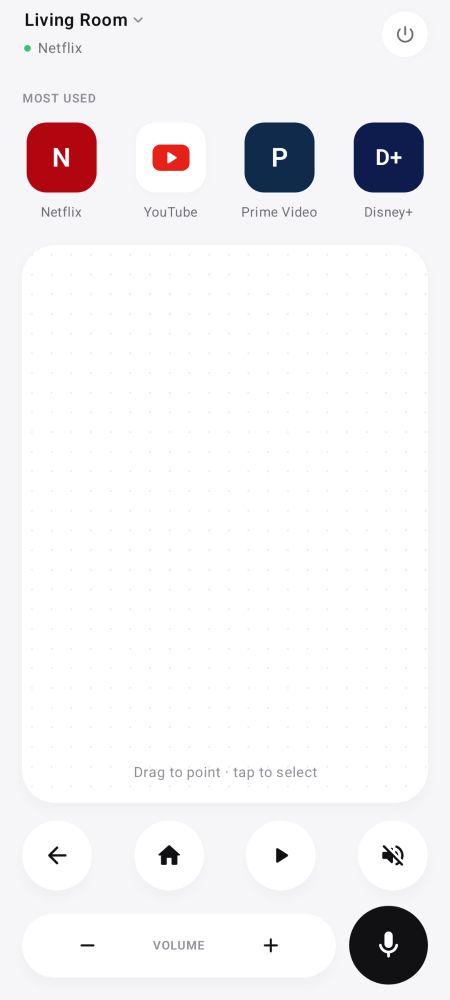 Living Room
Netflix
MOST USED
N
P
D+
Netflix
YouTube
Prime Video
Disney+
Drag to point · tap to select
VOLUME